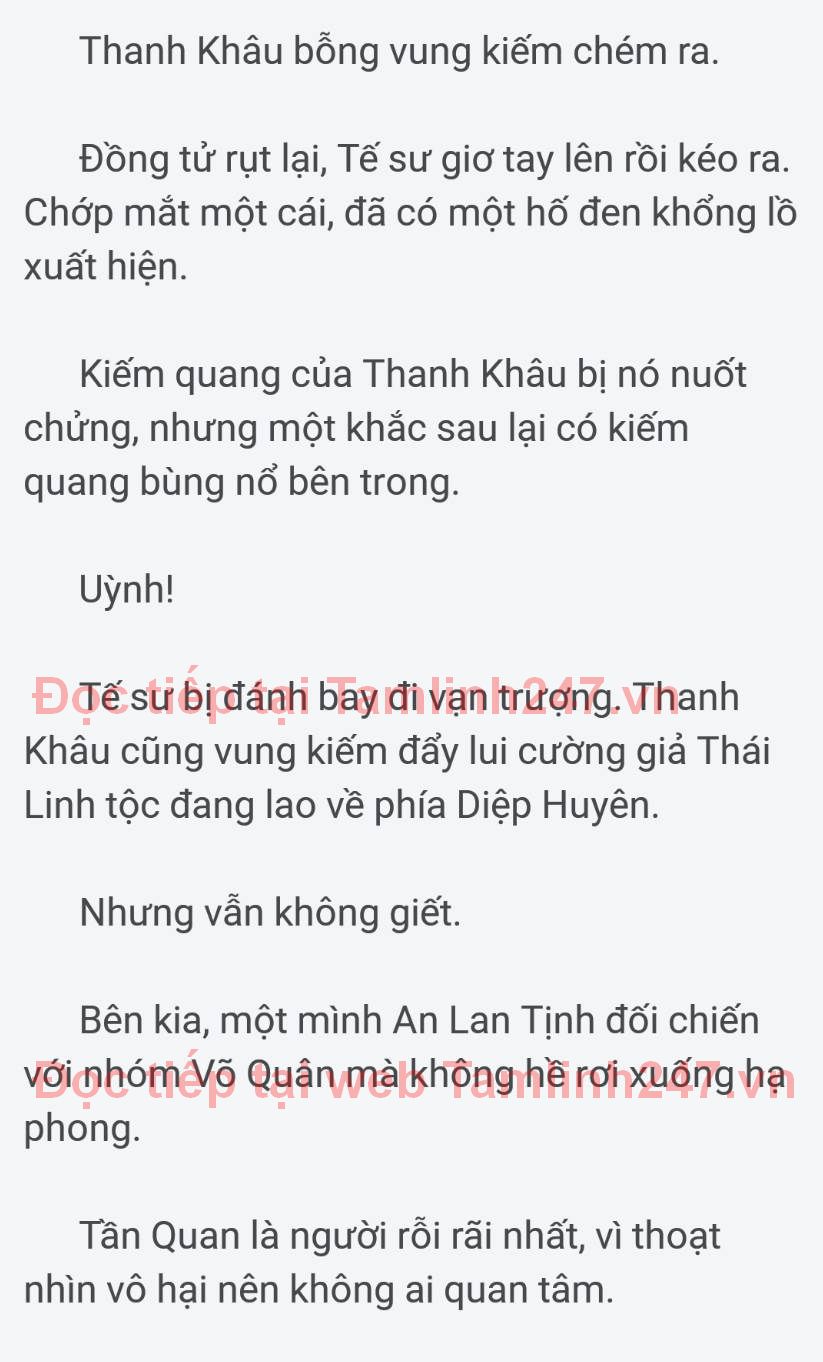 Thanh Khâu bỗng vung kiếm chém ra.
Đồng tử rụt lại, Tế sư giơ tay lên rồi kéo ra.
Chớp mắt một cái, đã có một hố đen khổng lồ
xuất hiện.
Kiếm quang của Thanh Khâu bị nó nuốt
chửng, nhưng một khắc sau lại có kiếm
quang bùng nổ bên trong.
Uỳnh!
Tế sư bị đánh bay đi vạn trượng. Thanh
Đọc tiếp tại Tamlinh247.vn
Khâu cũng vung kiếm đẩy lui cường giả Thái
Linh tộc đang lao về phía Diệp Huyên.
Nhưng vẫn không giết.
Bên kia, một mình An Lan Tịnh đối chiến
với nhóm Võ Quân mà không hề rơi xuống hạ
Đọc tiếp tại web Tamlinh247.vn
phong.
Tần Quan là người rỗi rãi nhất, vì thoạt
nhìn vô hại nên không ai quan tâm.